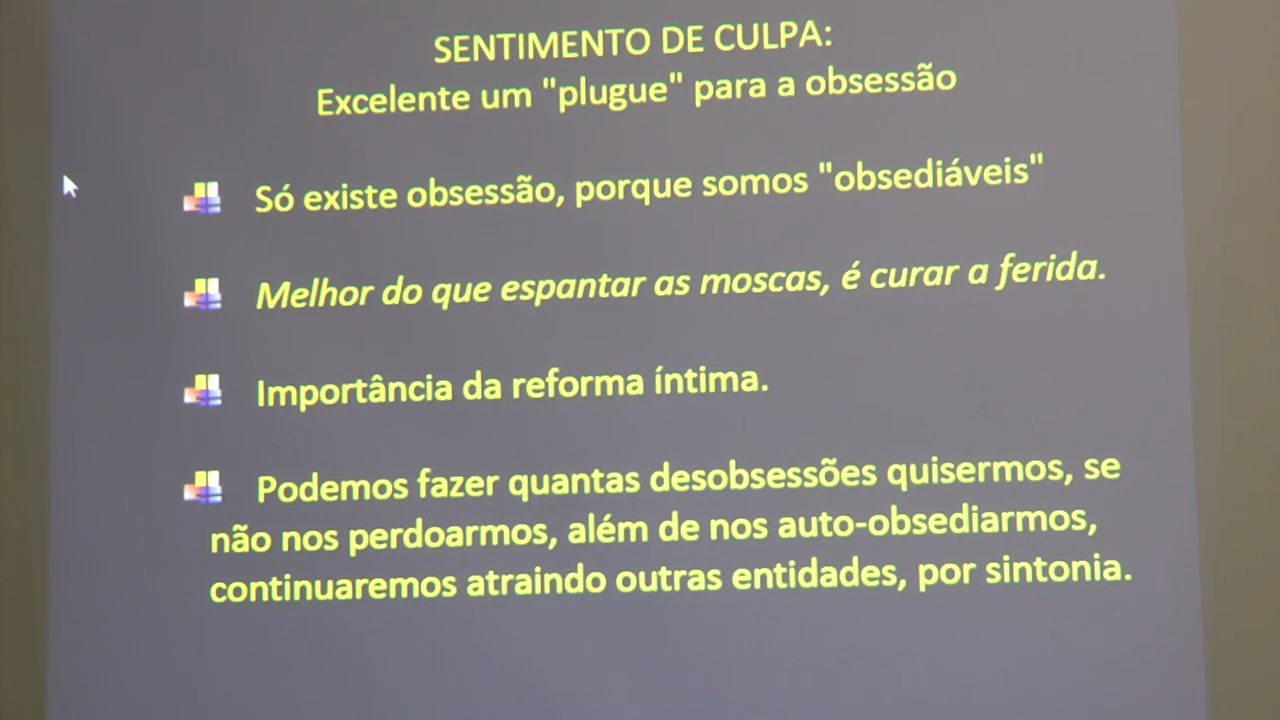 SENTIMENTO DE CULPA:
Excelente um "plugue" para a obsessão
Só existe obsessão, porque somos "obsediáveis"
Melhor do que espantar as moscas, é curar a ferida.
Importância da reforma íntima.
Podemos fazer quantas desobsessões quisermos, se
não nos perdoarmos, além de nos auto-obsediarmos,
continuaremos atraindo outras entidades, por sintonia.